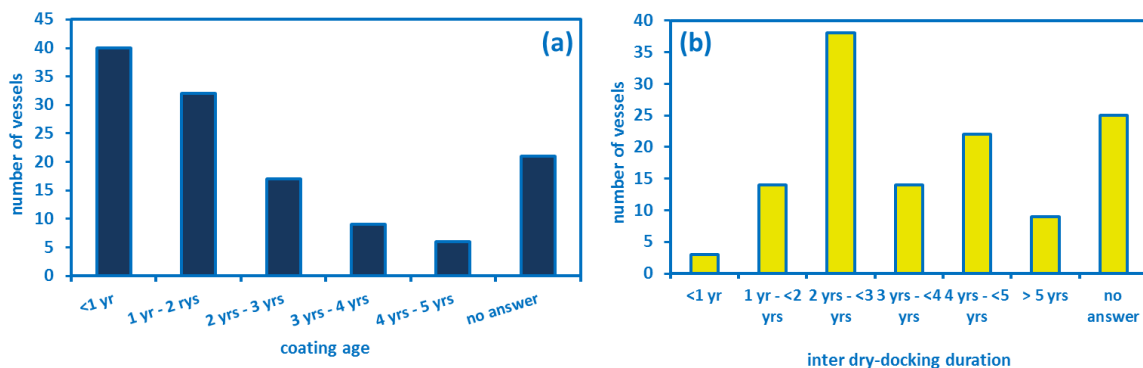 (a)
number of vessels
45
40
35
30
25
20
15
10
5
0
<1 yr
1 yr - 2 rys
2 yrs - 3 yrs
3 yrs - 4 yrs
4 yrs - 5 yrs
no answer
coating age
(b)
number of vessels
40
35
30
25
20
15
10
5
0
<1 yr
1 yr - <2
yrs
2 yrs - <3
yrs
3 yrs - <4
yrs
4 yrs - <5
yrs
> 5 yrs
no
answer
inter dry-docking duration